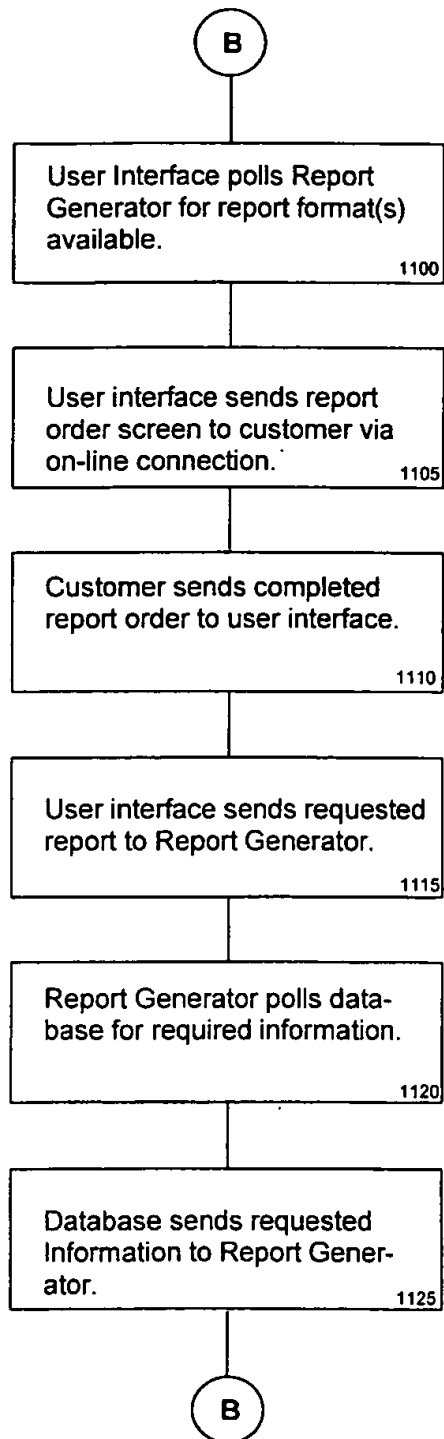 B
User Interface polls Report
Generator for report format(s)
available.
1100
User interface sends report
order screen to customer via
on-line connection.
1105
Customer sends completed
report order to user interface.
1110
User interface sends requested
report to Report Generator.
1115
Report Generator polls data-
base for required information.
1120
Database sends requested
Information to Report Gener-
ator.
1125
B